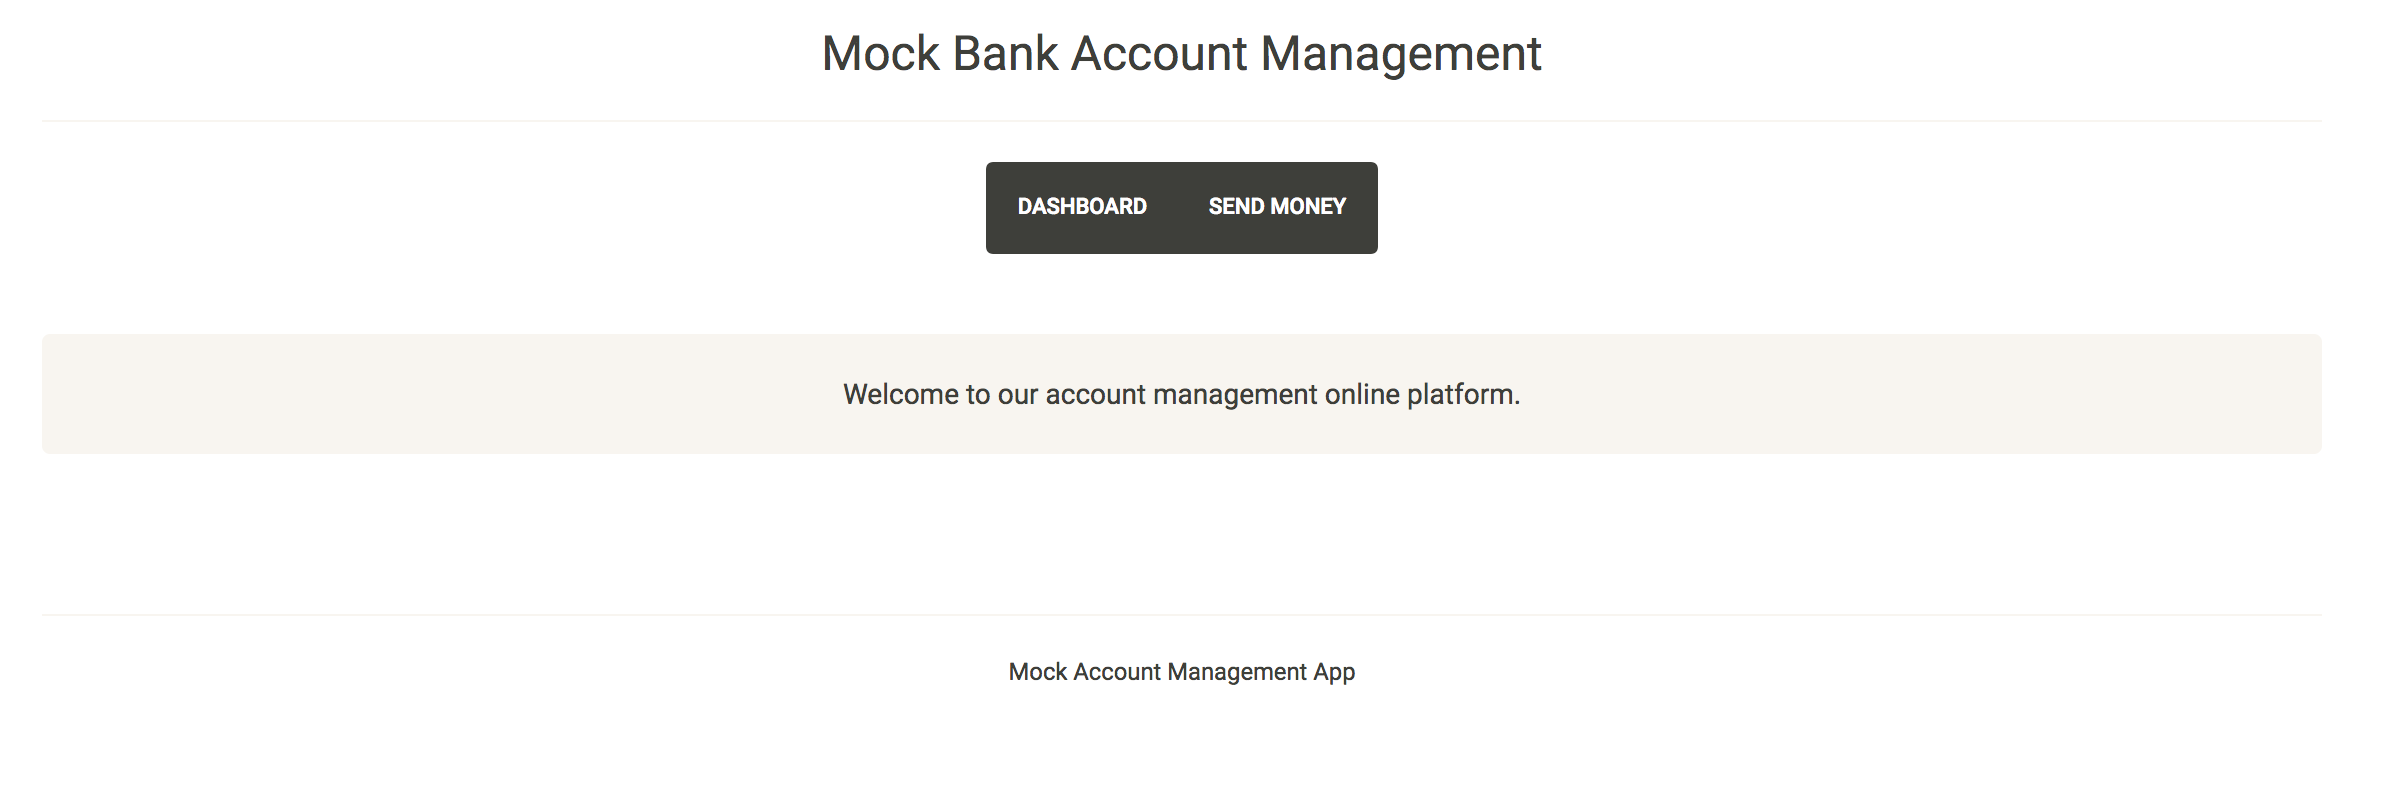 Mock Bank Account Management
DASHBOARD SEND MONEY
Welcome to our account management online platform.
Mock Account Management App